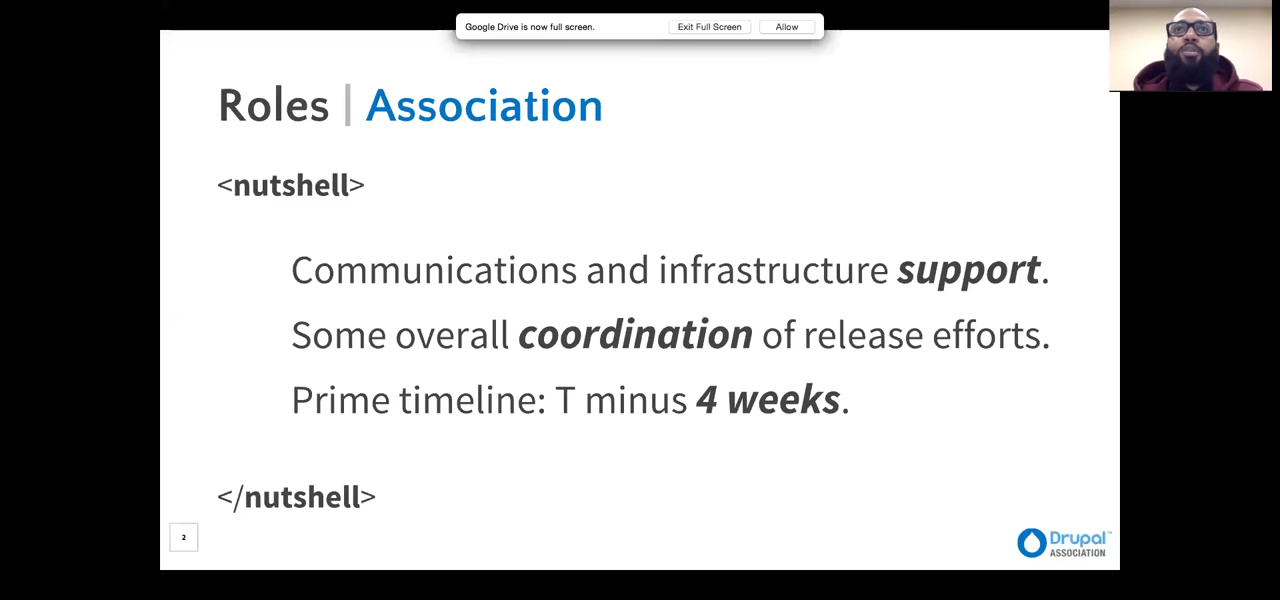 Google Drive is now full screen. Exit Full Screen Allow
Roles | Association
<nutshell>
Communications and infrastructure support.
Some overall coordination of release efforts.
Prime timeline: T minus 4 weeks.
</nutshell>
2
Drupal™
ASSOCIATION